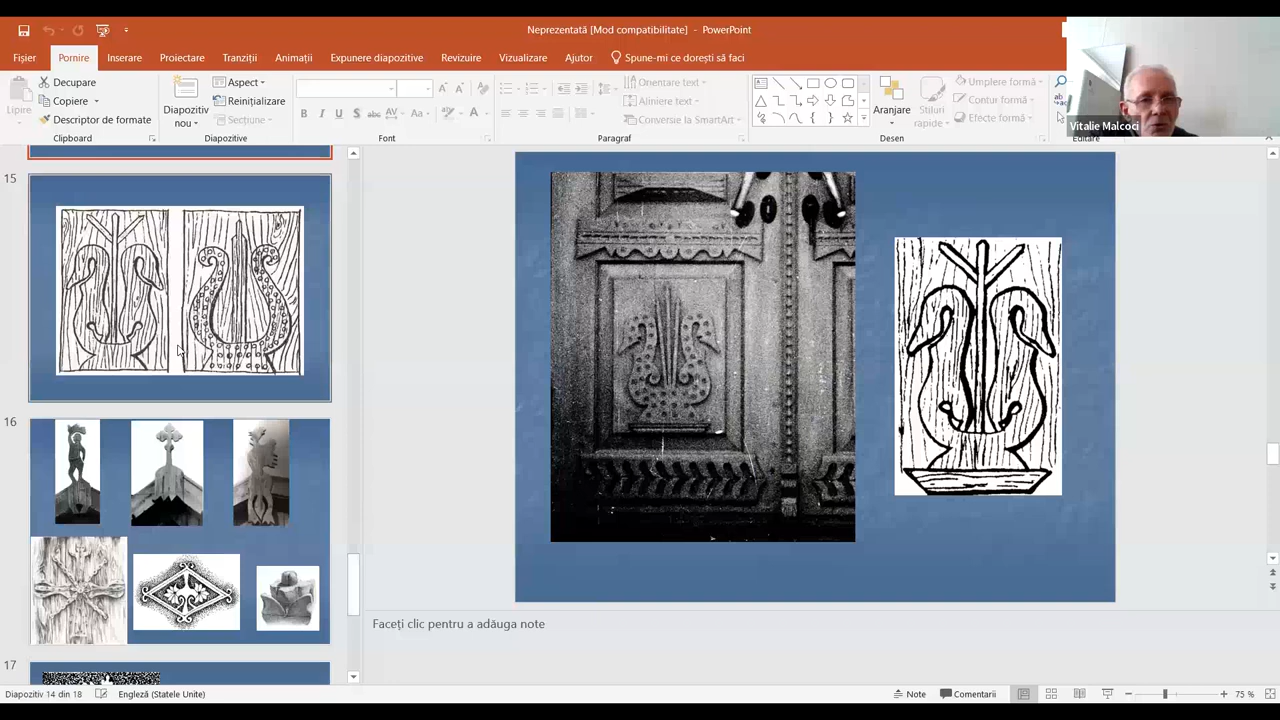 Neprezentată [Mod compatibilitate] - PowerPoint
Fișier Pornire Inserare Proiectare Tranziții Animații Expunere diapozitive Revizuire Vizualizare Ajutor Spune-mi ce dorești să faci
Lipire
Decupare
Copiere
Descriptor de formate
Clipboard
Diapozitiv nou
Aspect
Reinițializare
Secțiune
Diapozitive
B I U S abc AV Aa A
Font
Orientare text
Aliniere text
Conversie la SmartArt
Paragraf
Aranjare
Stiluri rapide
Umplere formă
Contur formă
Efecte formă
Desen
Editare
Vitalie Malcoci
15
16
17
Faceți clic pentru a adăuga note
Diapozitiv 14 din 18 Engleză (Statele Unite) Note Comentarii 75 %